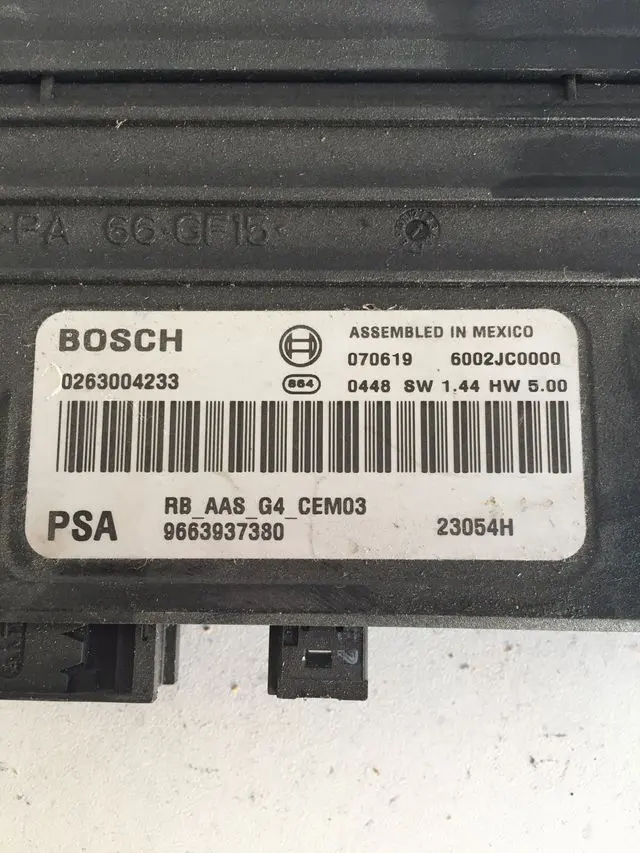 >PA 66-GF15<
BOSCH
ASSEMBLED IN MEXICO
070619 6002JC0000
0263004233
864
0448 SW 1.44 HW 5.00
PSA
RB_AAS_G4_CEM03
9663937380
23054H